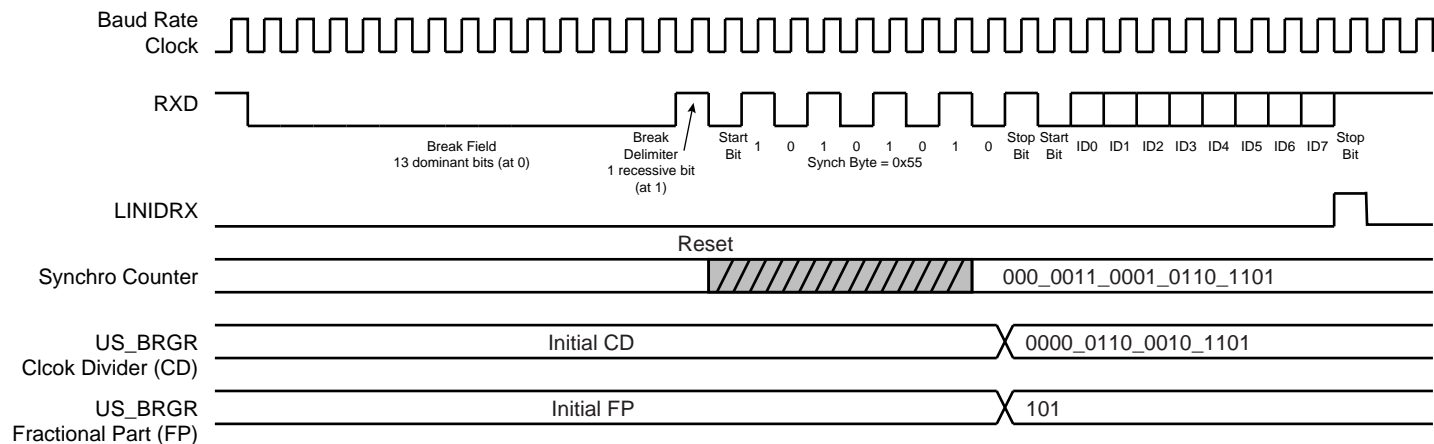 Baud Rate
Clock
RXD
Break Field
13 dominant bits (at 0)
Break
Delimiter
1 recessive bit
(at 1)
Start
Bit
1 0 1 0 1 0 1 0
Synch Byte = 0x55
Stop
Bit
Start
Bit
ID0 ID1 ID2 ID3 ID4 ID5 ID6 ID7
Stop
Bit
LINIDRX
Reset
Synchro Counter
000_0011_0001_0110_1101
US_BRGR
Clcok Divider (CD)
Initial CD
0000_0110_0010_1101
US_BRGR
Fractional Part (FP)
Initial FP
101